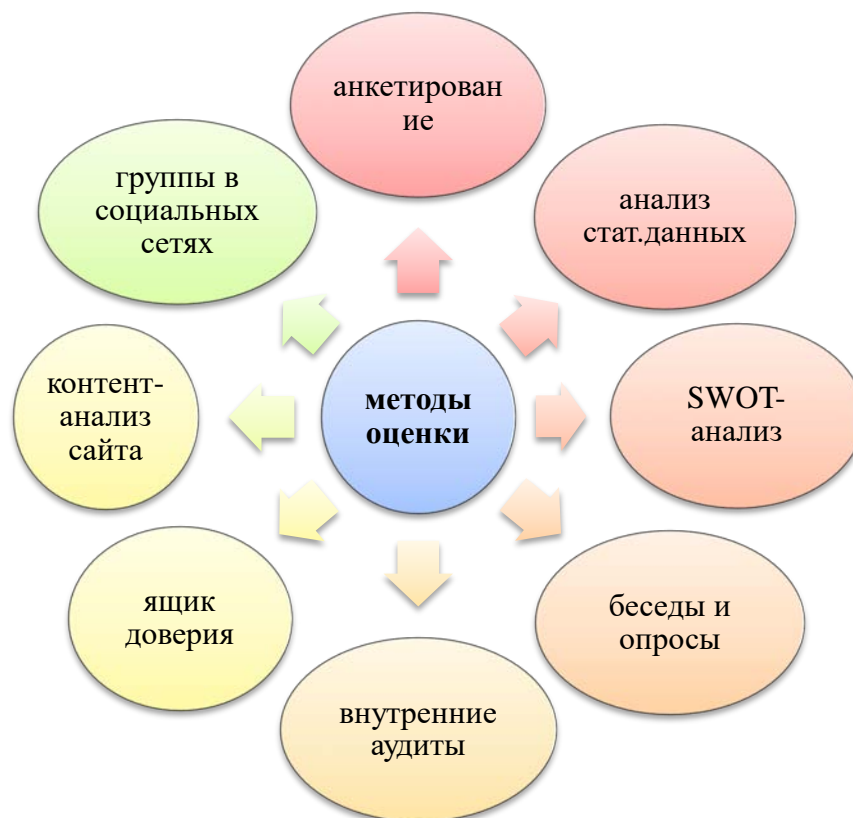 анкетирован
ие
анализ
стат.данных
SWOT-
анализ
беседы и
опросы
внутренние
аудиты
ящик
доверия
контент-
анализ
сайта
группы в
социальных
сетях
методы
оценки